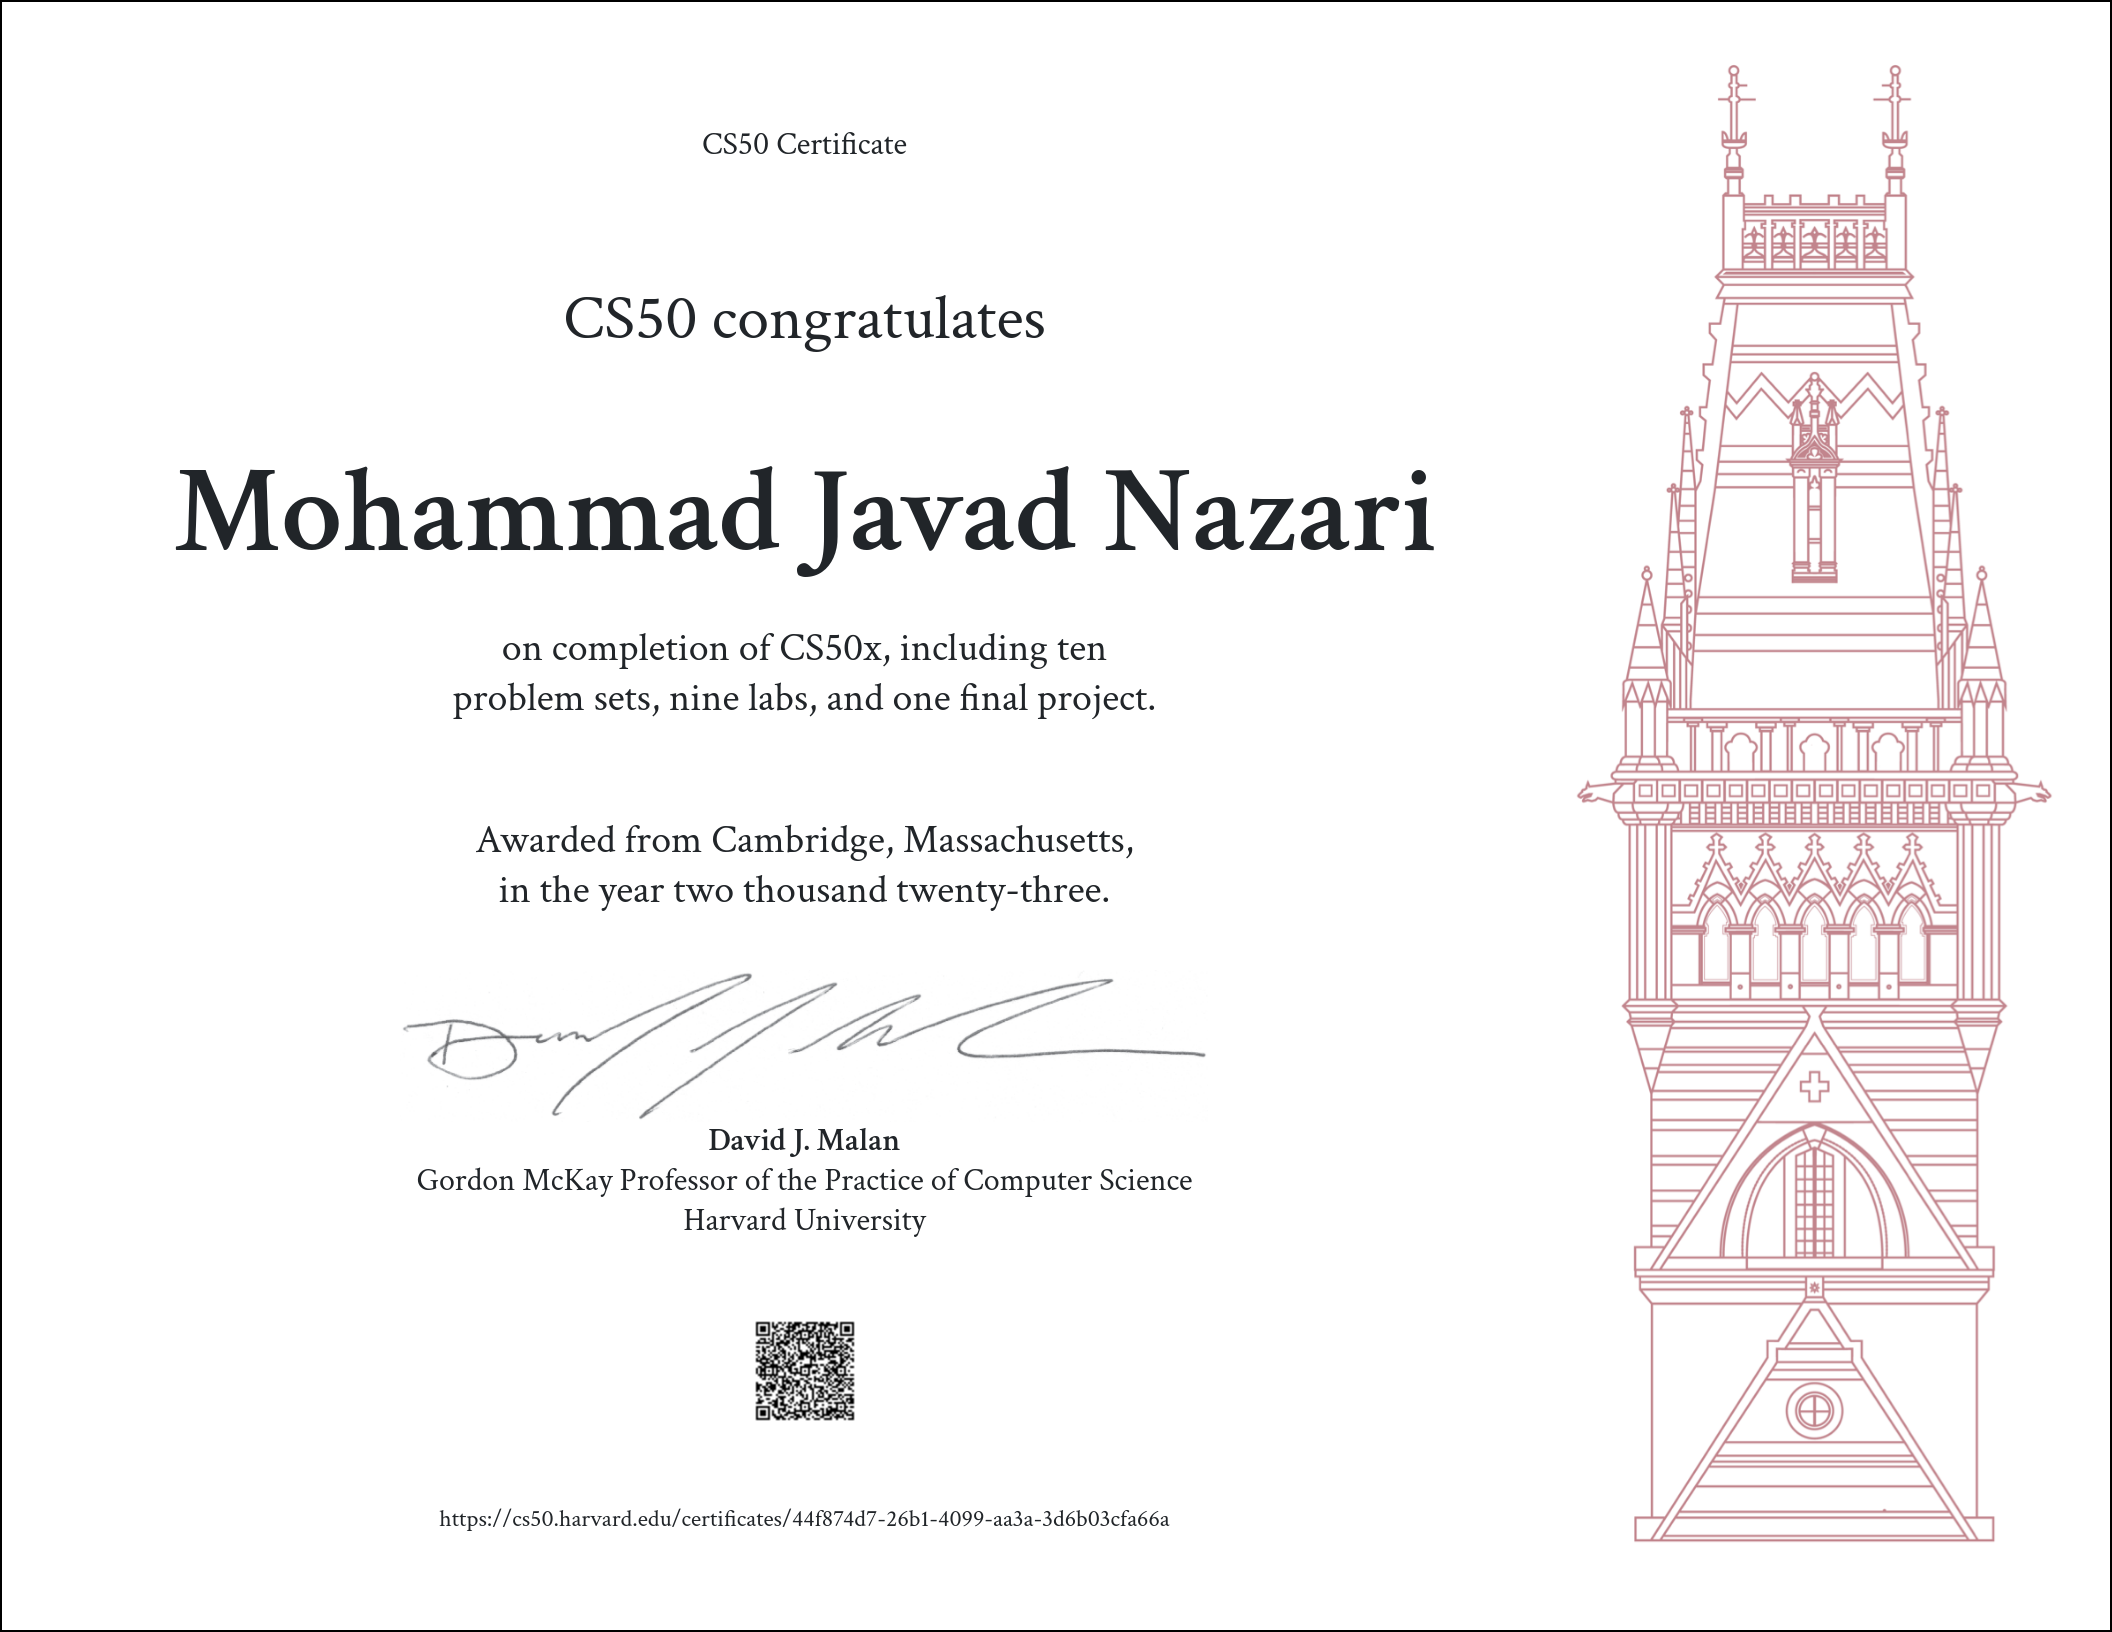 CS50 Certificate
CS50 congratulates
Mohammad Javad Nazari
on completion of CS50x, including ten
problem sets, nine labs, and one final project.
Awarded from Cambridge, Massachusetts,
in the year two thousand twenty-three.
David J. Malan
Gordon McKay Professor of the Practice of Computer Science
Harvard University
https://cs50.harvard.edu/certificates/44f874d7-26b1-4099-aa3a-3d6b03cfa66a